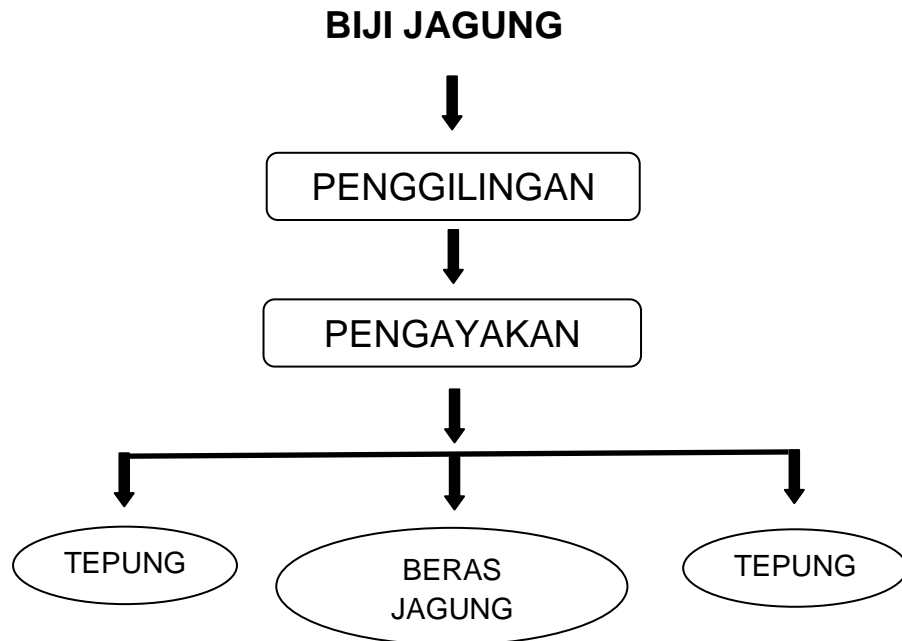 BIJI JAGUNG
PENGGILINGAN
PENGAYAKAN
TEPUNG
BERAS
JAGUNG
TEPUNG